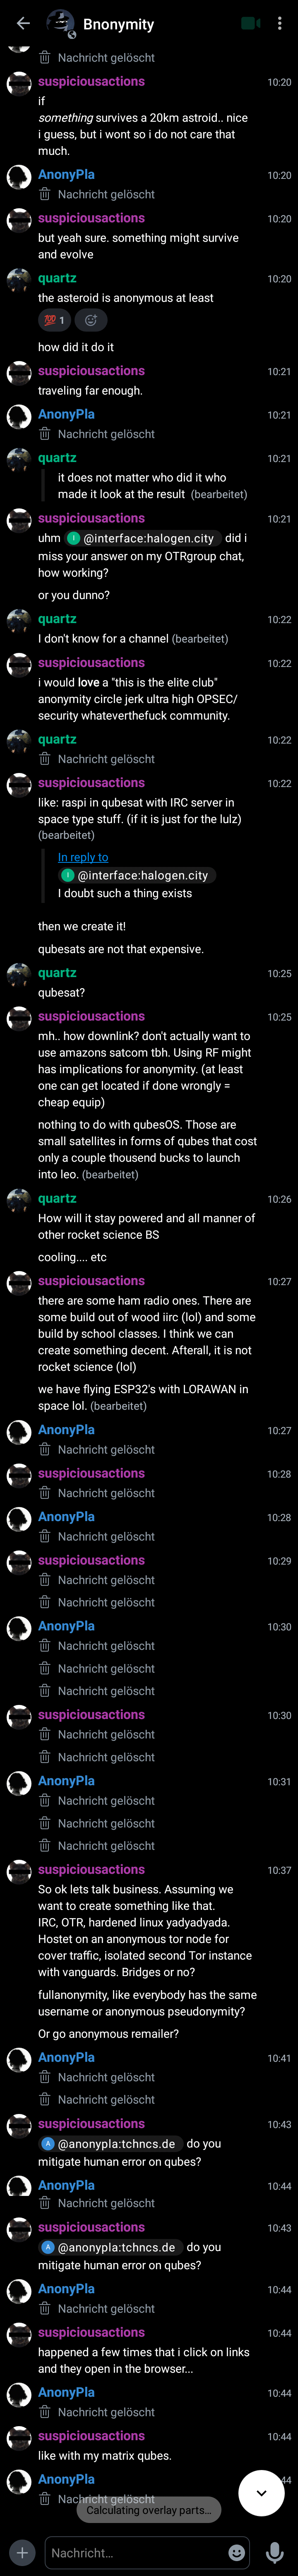 Bnonymity
Nachricht gelöscht
suspiciousactions 10:20
if
something survives a 20km astroid.. nice
i guess, but i wont so i do not care that
much.
AnonyPla 10:20
Nachricht gelöscht
suspiciousactions 10:20
but yeah sure. something might survive
and evolve
quartz 10:20
the asteroid is anonymous at least
💯 1
how did it do it
suspiciousactions 10:21
traveling far enough.
AnonyPla 10:21
Nachricht gelöscht
quartz 10:21
it does not matter who did it who
made it look at the result (bearbeitet)
suspiciousactions 10:21
uhm I @interface:halogen.city did i
miss your answer on my OTRgroup chat,
how working?
or you dunno?
quartz 10:22
I don't know for a channel (bearbeitet)
suspiciousactions 10:22
i would love a "this is the elite club"
anonymity circle jerk ultra high OPSEC/
security whateverthefuck community.
quartz 10:22
Nachricht gelöscht
suspiciousactions 10:22
like: raspi in qubesat with IRC server in
space type stuff. (if it is just for the lulz)
(bearbeitet)
In reply to
I @interface:halogen.city
I doubt such a thing exists
then we create it!
qubesats are not that expensive.
quartz 10:25
qubesat?
suspiciousactions 10:25
mh.. how downlink? don't actually want to
use amazons satcom tbh. Using RF might
has implications for anonymity. (at least
one can get located if done wrongly =
cheap equip)
nothing to do with qubesOS. Those are
small satellites in forms of qubes that cost
only a couple thousend bucks to launch
into leo. (bearbeitet)
quartz 10:26
How will it stay powered and all manner of
other rocket science BS
cooling.... etc
suspiciousactions 10:27
there are some ham radio ones. There are
some build out of wood iirc (lol) and some
build by school classes. I think we can
create something decent. Afterall, it is not
rocket science (lol)
we have flying ESP32's with LORAWAN in
space lol. (bearbeitet)
AnonyPla 10:27
Nachricht gelöscht
suspiciousactions 10:28
Nachricht gelöscht
AnonyPla 10:28
Nachricht gelöscht
suspiciousactions 10:29
Nachricht gelöscht
Nachricht gelöscht
AnonyPla 10:30
Nachricht gelöscht
Nachricht gelöscht
Nachricht gelöscht
suspiciousactions 10:30
Nachricht gelöscht
Nachricht gelöscht
AnonyPla 10:31
Nachricht gelöscht
Nachricht gelöscht
Nachricht gelöscht
suspiciousactions 10:37
So ok lets talk business. Assuming we
want to create something like that.
IRC, OTR, hardened linux yadyadyada.
Hostet on an anonymous tor node for
cover traffic, isolated second Tor instance
with vanguards. Bridges or no?
fullanonymity, like everybody has the same
username or anonymous pseudonymity?
Or go anonymous remailer?
AnonyPla 10:41
Nachricht gelöscht
Nachricht gelöscht
suspiciousactions 10:43
A @anonypla:tchncs.de do you
mitigate human error on qubes?
AnonyPla 10:44
Nachricht gelöscht
suspiciousactions 10:43
A @anonypla:tchncs.de do you
mitigate human error on qubes?
AnonyPla 10:44
Nachricht gelöscht
suspiciousactions 10:44
happened a few times that i click on links
and they open in the browser...
AnonyPla 10:44
Nachricht gelöscht
suspiciousactions 10:44
like with my matrix qubes.
AnonyPla 44
Nachricht gelöscht
Calculating overlay parts...
Nachricht...